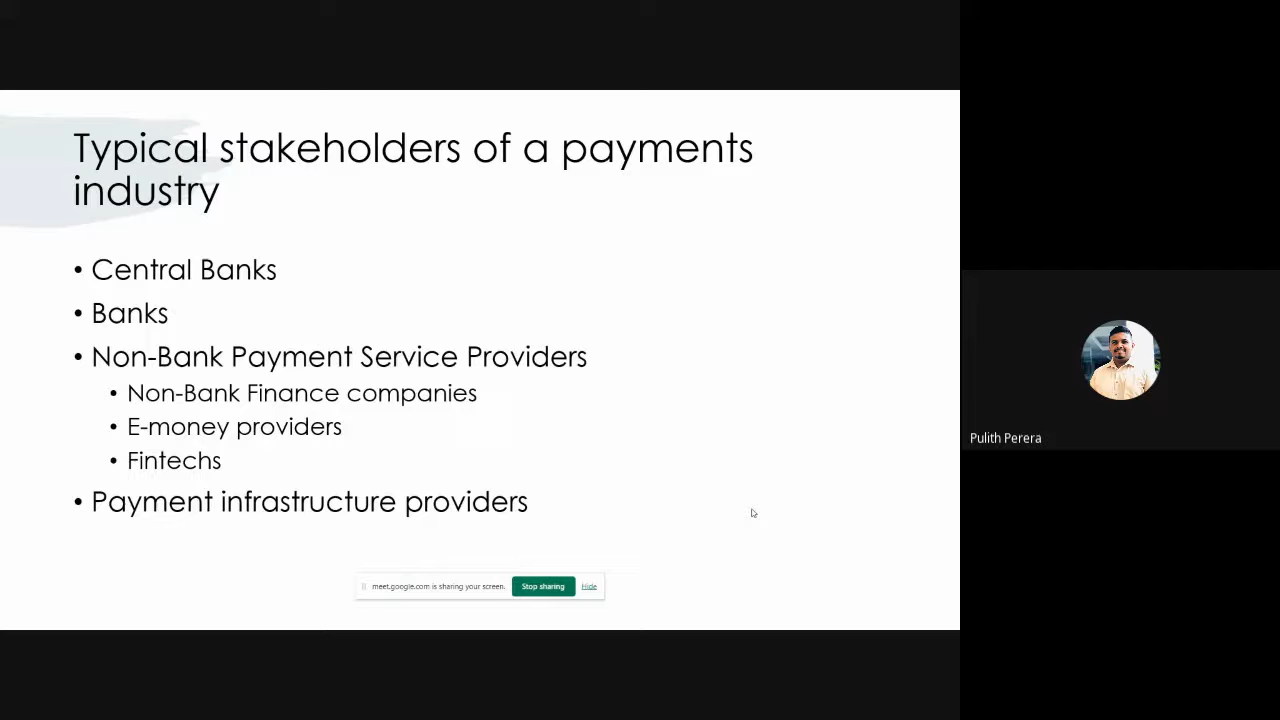 Typical stakeholders of a payments
industry
• Central Banks
• Banks
• Non-Bank Payment Service Providers
• Non-Bank Finance companies
• E-money providers
• Fintechs
• Payment infrastructure providers
meet.google.com is sharing your screen. Stop sharing Hide
Pulith Perera